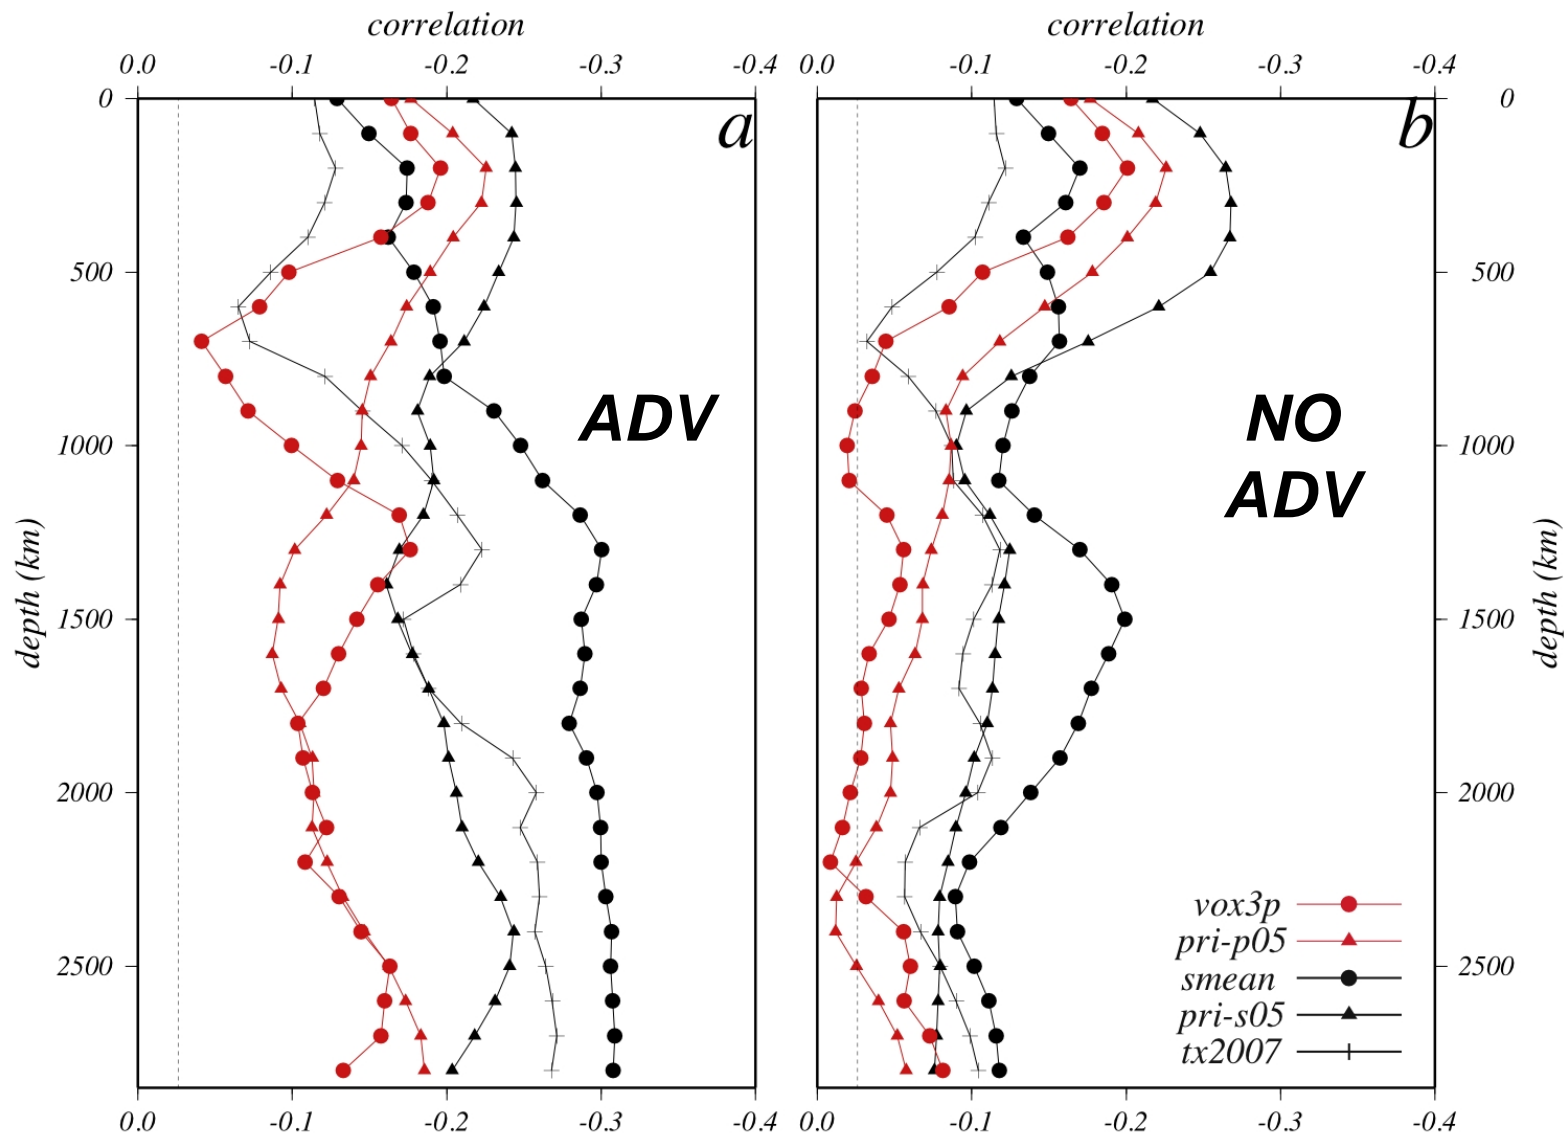 correlation correlation
0.0 -0.1 -0.2 -0.3 -0.4 0.0 -0.1 -0.2 -0.3 -0.4
0 a b 0
500 500
ADV NO
1000 1000
ADV
depth (km) depth (km)
1500 1500
2000 2000
vox3p
pri-p05
2500 smean 2500
pri-s05
tx2007
0.0 -0.1 -0.2 -0.3 -0.4 0.0 -0.1 -0.2 -0.3 -0.4